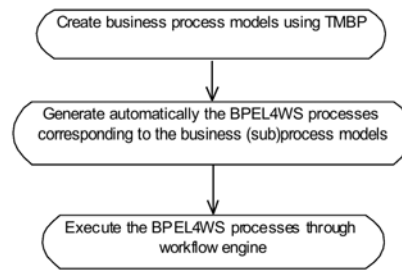 Create business process models using TMBP
Generate automatically the BPEL4WS processes
corresponding to the business (sub)process models
Execute the BPEL4WS processes through
workflow engine